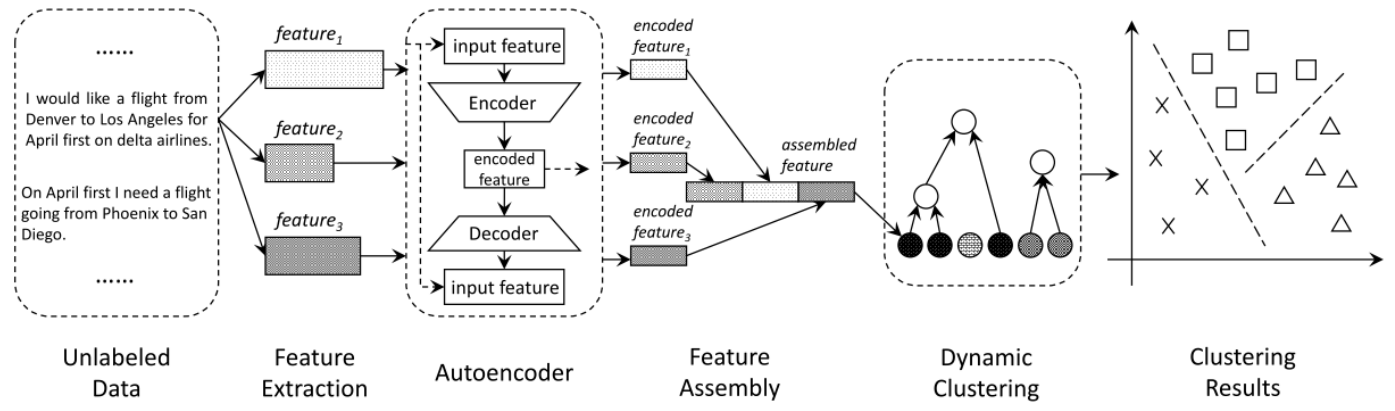 ……
I would like a flight from
Denver to Los Angeles for
April first on delta airlines.
On April first I need a flight
going from Phoenix to San
Diego.
……
Unlabeled
Data
feature₁
feature₂
feature₃
Feature
Extraction
input feature
Encoder
encoded
feature
Decoder
input feature
Autoencoder
encoded
feature₁
encoded
feature₂
encoded
feature₃
assembled
feature
Feature
Assembly
Dynamic
Clustering
Clustering
Results